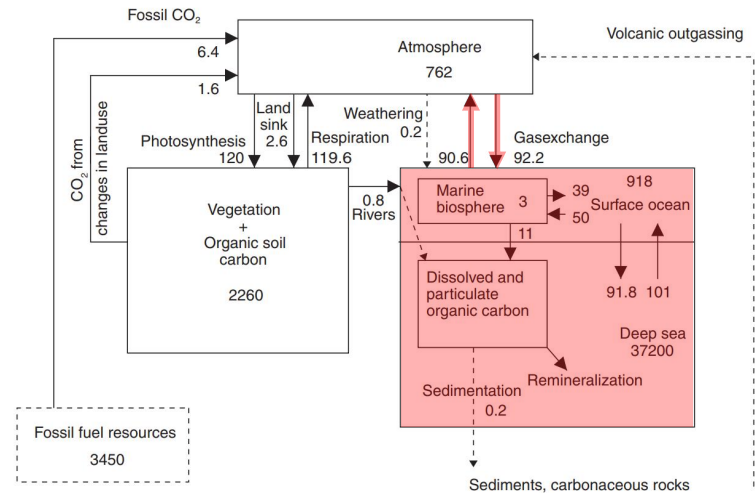 Fossil CO2
6.4
1.6
Atmosphere
762
Volcanic outgassing
CO2 from
changes in landuse
Photosynthesis
120
Land
sink
2.6
Respiration
119.6
Weathering
0.2
Gasexchange
90.6
92.2
Vegetation
+
Organic soil
carbon
2260
0.8
Rivers
Marine
biosphere
3
39
50
918
Surface ocean
11
Dissolved and
particulate
organic carbon
91.8
101
Deep sea
37200
Remineralization
Sedimentation
0.2
Fossil fuel resources
3450
Sediments, carbonaceous rocks